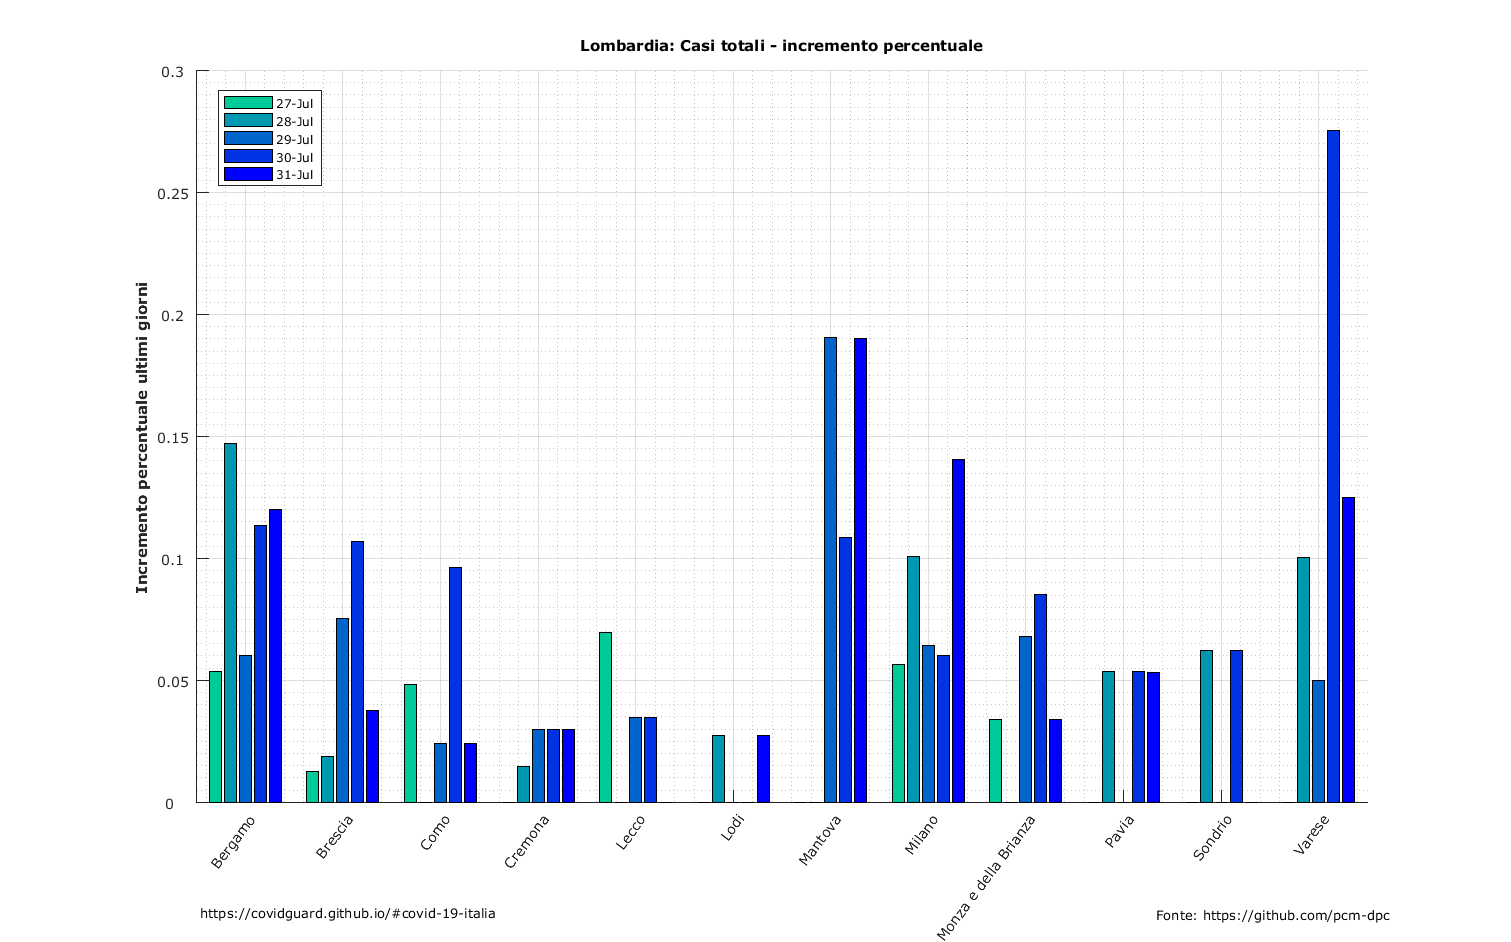 Lombardia: Casi totali - incremento percentuale
27-Jul
28-Jul
29-Jul
30-Jul
31-Jul
Incremento percentuale ultimi giorni
0.3
0.25
0.2
0.15
0.1
0.05
0
Bergamo
Brescia
Como
Cremona
Lecco
Lodi
Mantova
Milano
Monza e della Brianza
Pavia
Sondrio
Varese
https://covidguard.github.io/#covid-19-italia
Fonte: https://github.com/pcm-dpc